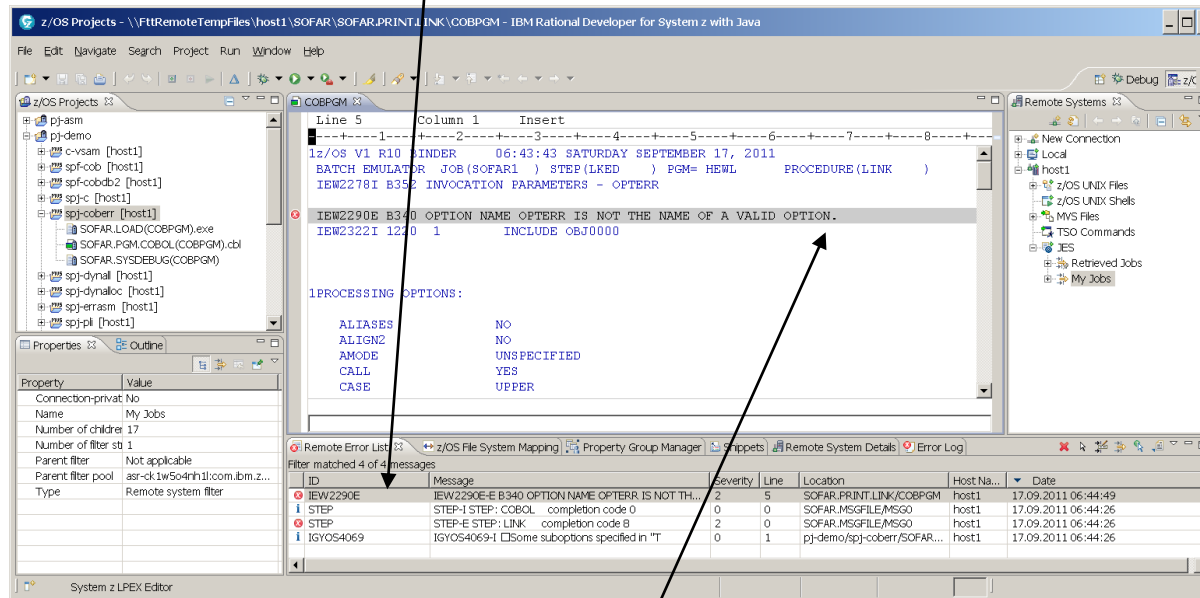 z/OS Projects - \\FttRemoteTempFiles\host1\SOFAR\SOFAR.PRINT.LINK\COBPGM - IBM Rational Developer for System z with Java
File Edit Navigate Search Project Run Window Help
Debug z/C
z/OS Projects
pj-asm
pj-demo
c-vsam [host1]
spf-cob [host1]
spf-cobdb2 [host1]
spj-c [host1]
spj-coberr [host1]
SOFAR.LOAD(COBPGM).exe
SOFAR.PGM.COBOL(COBPGM).cbl
SOFAR.SYSDEBUG(COBPGM)
spj-dynall [host1]
spj-dynalloc [host1]
spj-errasm [host1]
spj-pli [host1]
COBPGM
Line 5 Column 1 Insert
----+----1----+----2----+----3----+----4----+----5----+----6----+----7----+----8----+---
1z/OS V1 R10 BINDER 06:43:43 SATURDAY SEPTEMBER 17, 2011
BATCH EMULATOR JOB(SOFAR1 ) STEP(LKED ) PGM= HEWL PROCEDURE(LINK )
IEW2278I B352 INVOCATION PARAMETERS - OPTERR
IEW2290E B340 OPTION NAME OPTERR IS NOT THE NAME OF A VALID OPTION.
IEW2322I 1220 1 INCLUDE OBJ0000
1PROCESSING OPTIONS:
ALIASES NO
ALIGN2 NO
AMODE UNSPECIFIED
CALL YES
CASE UPPER
Remote Systems
New Connection
Local
host1
z/OS UNIX Files
z/OS UNIX Shells
MVS Files
TSO Commands
JES
Retrieved Jobs
My Jobs
Properties Outline
Property Value
Connection-privat No
Name My Jobs
Number of childrer 17
Number of filter stı 1
Parent filter Not applicable
Parent filter pool asr-ck1w5o4nh1l:com.ibm.z...
Type Remote system filter
Remote Error List z/OS File System Mapping Property Group Manager Snippets Remote System Details Error Log
Filter matched 4 of 4 messages
ID Message Severity Line Location Host Na... Date
IEW2290E IEW2290E-E B340 OPTION NAME OPTERR IS NOT TH... 2 5 SOFAR.PRINT.LINK/COBPGM host1 17.09.2011 06:44:49
STEP STEP-I STEP: COBOL completion code 0 0 0 SOFAR.MSGFILE/MSG0 host1 17.09.2011 06:44:26
STEP STEP-E STEP: LINK completion code 8 2 0 SOFAR.MSGFILE/MSG0 host1 17.09.2011 06:44:26
IGYOS4069 IGYOS4069-I □Some suboptions specified in "T 0 1 pj-demo/spj-coberr/SOFAR... host1 17.09.2011 06:44:26
System z LPEX Editor